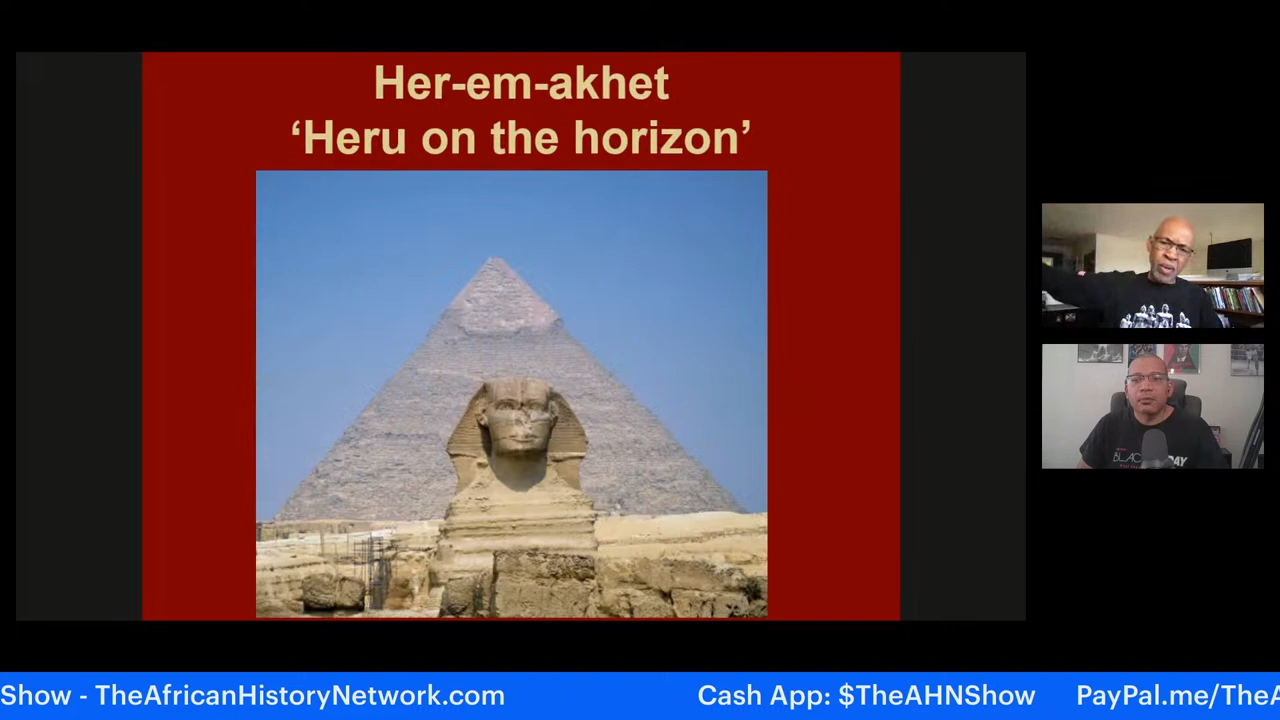 Her-em-akhet
‘Heru on the horizon’
Show - TheAfricanHistoryNetwork.com Cash App: $TheAHNShow PayPal.me/TheA